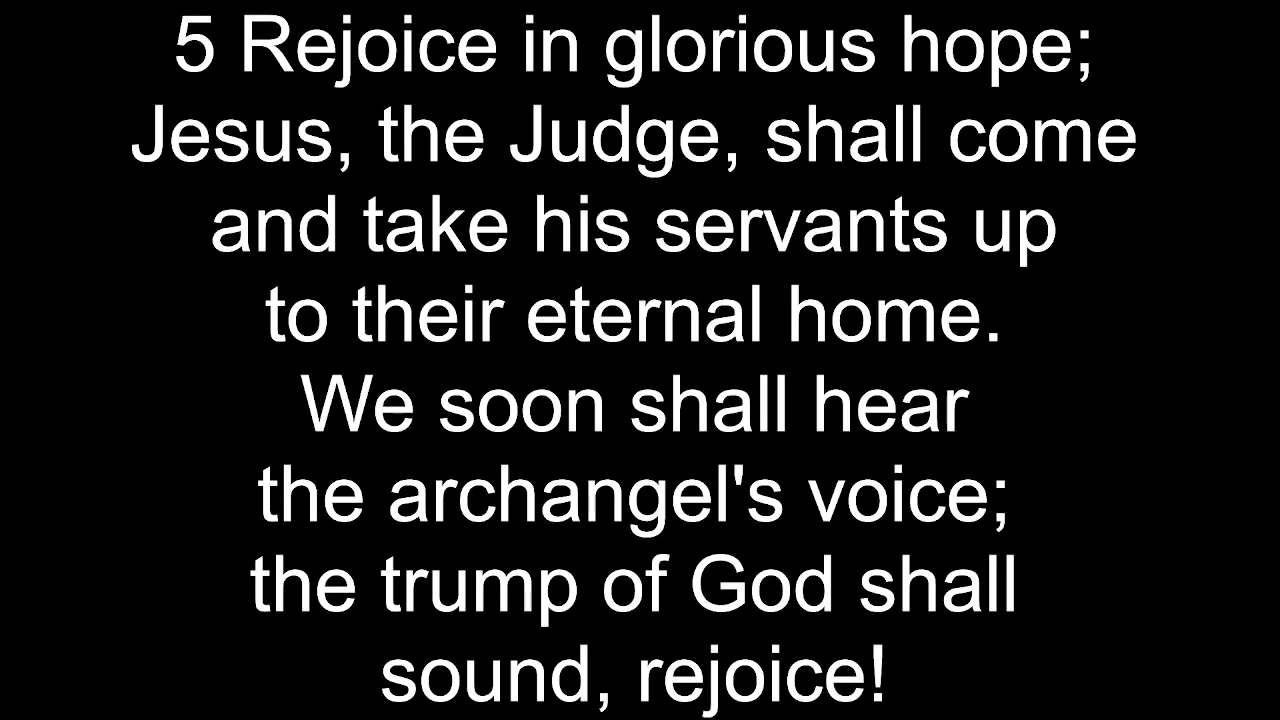 5 Rejoice in glorious hope;
Jesus, the Judge, shall come
and take his servants up
to their eternal home.
We soon shall hear
the archangel's voice;
the trump of God shall
sound, rejoice!